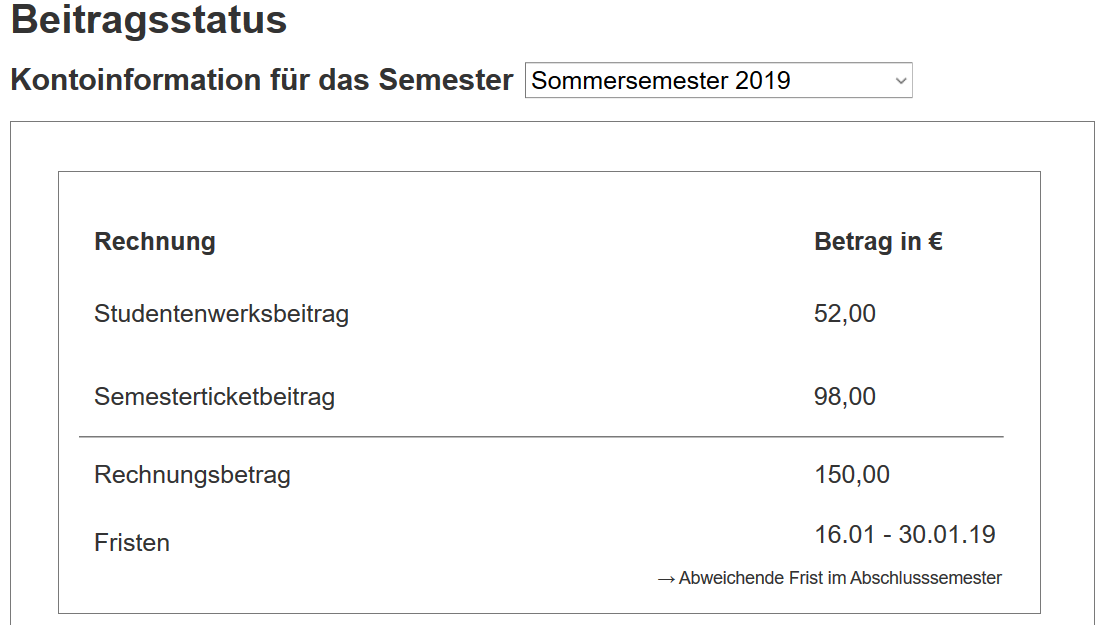 Beitragsstatus
Kontoinformation für das Semester Sommersemester 2019
Rechnung Betrag in €
Studentenwerksbeitrag 52,00
Semesterticketbeitrag 98,00
Rechnungsbetrag 150,00
Fristen 16.01 - 30.01.19
→ Abweichende Frist im Abschlusssemester